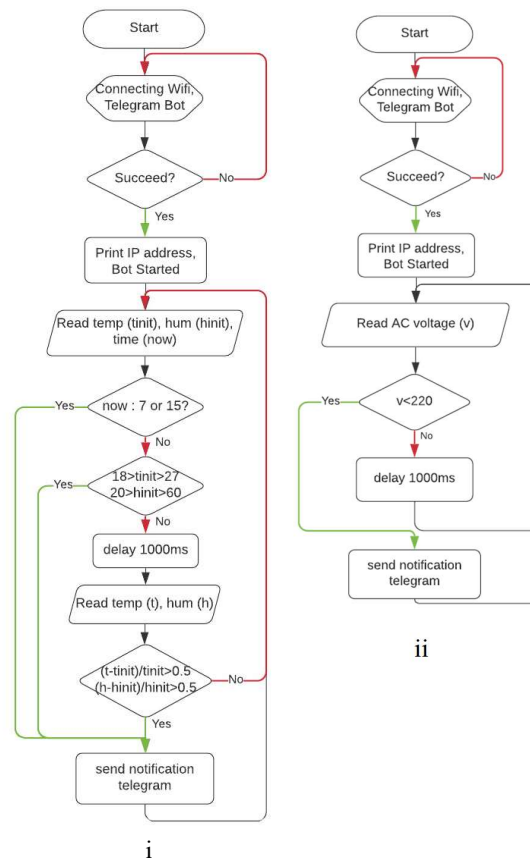 Start
Connecting Wifi,
Telegram Bot
Succeed?
No
Yes
Print IP address,
Bot Started
Read temp (tinit), hum (hinit),
time (now)
Yes
now : 7 or 15?
No
Yes
18>tinit>27
20>hinit>60
No
delay 1000ms
Read temp (t), hum (h)
(t-tinit)/tinit>0.5
(h-hinit)/hinit>0.5
No
Yes
send notification
telegram
i
Start
Connecting Wifi,
Telegram Bot
Succeed?
No
Yes
Print IP address,
Bot Started
Read AC voltage (v)
Yes
v<220
No
delay 1000ms
send notification
telegram
ii